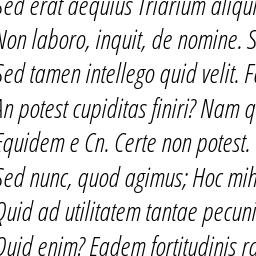 Sed erat aequius Triarium aliqu
Non laboro, inquit, de nomine. S
Sed tamen intellego quid velit. F
An potest cupiditas finiri? Nam q
Equidem e Cn. Certe non potest.
Sed nunc, quod agimus; Hoc mih
Quid ad utilitatem tantae pecuni
Quid enim? Eadem fortitudinis ra